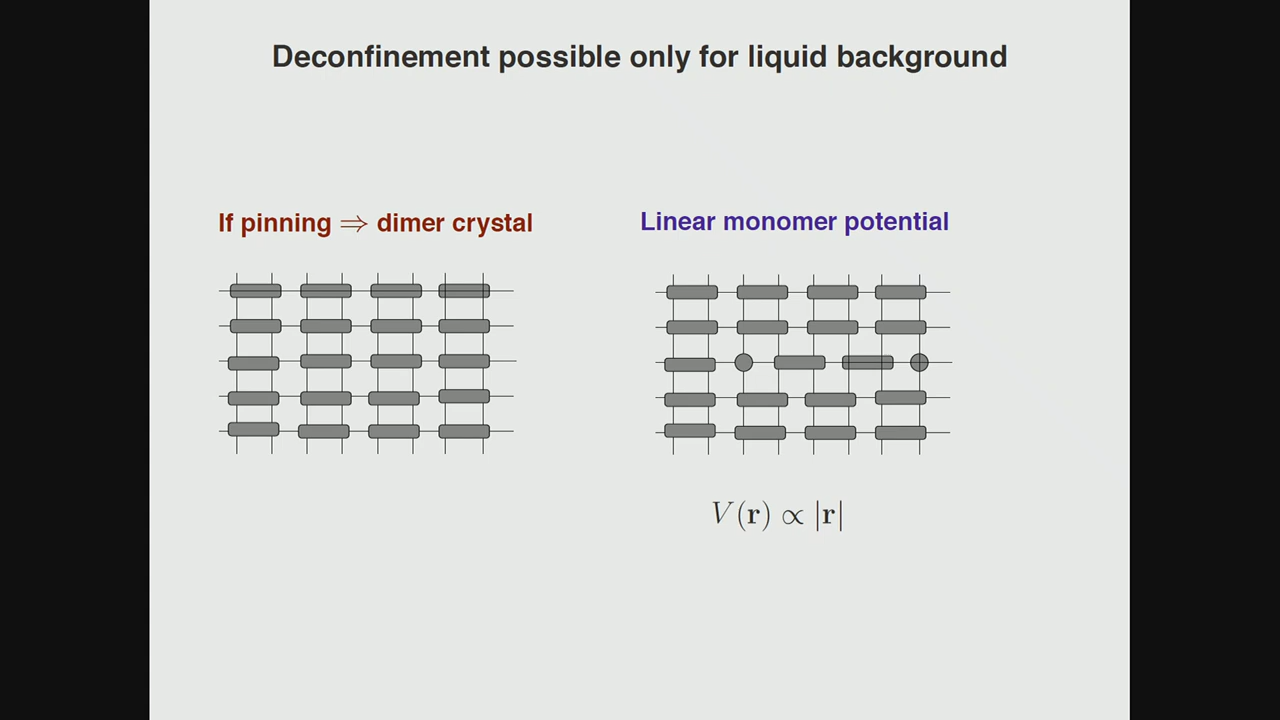 Deconfinement possible only for liquid background
If pinning ⇒ dimer crystal
Linear monomer potential
V(r) ∝ |r|